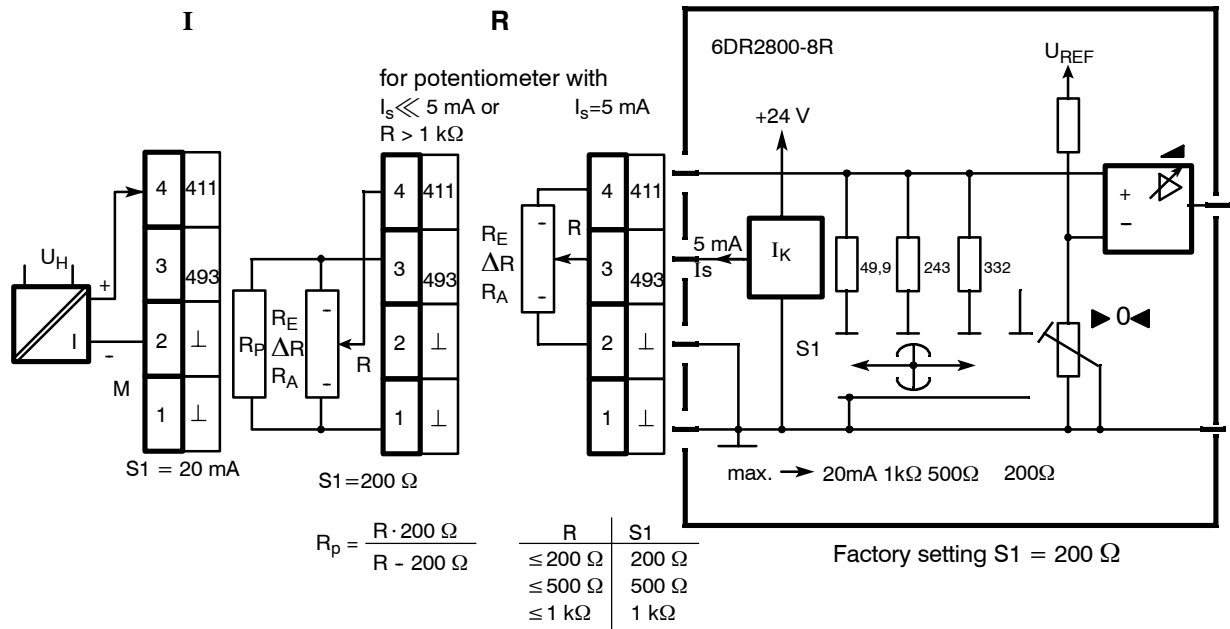 I
R
6DR2800-8R
for potentiometer with
I_s ≪ 5 mA or
R > 1 kΩ
I_s=5 mA
U_REF
+24 V
4 411
3 493
2 ⊥
1 ⊥
U_H
+
I
-
M
S1 = 20 mA
4 411
3 493
2 ⊥
1 ⊥
R_P
R_E
ΔR
R_A
-
-
R
S1=200 Ω
4 411
3 493
2 ⊥
1 ⊥
R_E
ΔR
R_A
-
-
R
5 mA
Is
I_K
49,9
243
332
+
−
▶0◀
S1
max. → 20mA 1kΩ 500Ω 200Ω
R_p = R · 200 Ω / R - 200 Ω
R S1
≤ 200 Ω 200 Ω
≤ 500 Ω 500 Ω
≤ 1 kΩ 1 kΩ
Factory setting S1 = 200 Ω